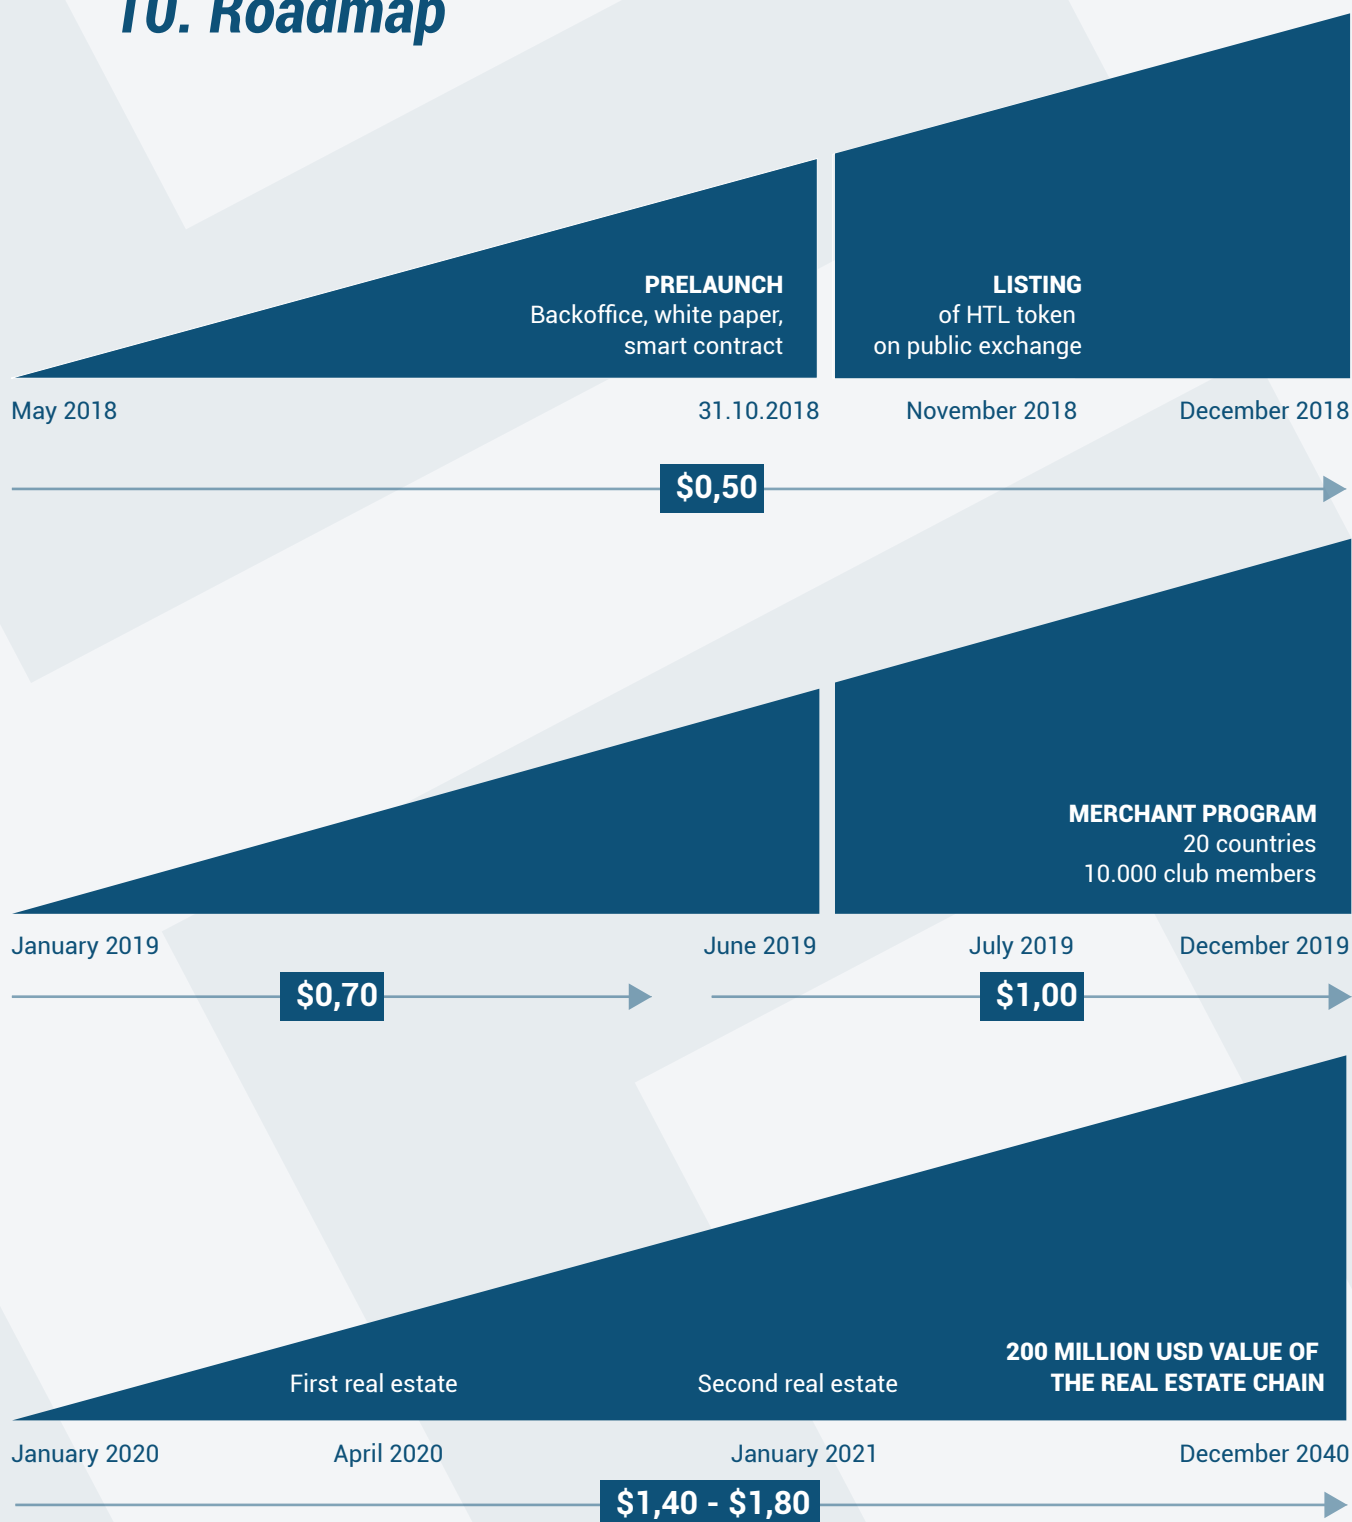 10. Roadmap
PRELAUNCH
Backoffice, white paper,
smart contract
LISTING
of HTL token
on public exchange
May 2018
31.10.2018
November 2018
December 2018
$0,50
MERCHANT PROGRAM
20 countries
10.000 club members
January 2019
June 2019
July 2019
December 2019
$0,70
$1,00
First real estate
Second real estate
200 MILLION USD VALUE OF
THE REAL ESTATE CHAIN
January 2020
April 2020
January 2021
December 2040
$1,40 - $1,80